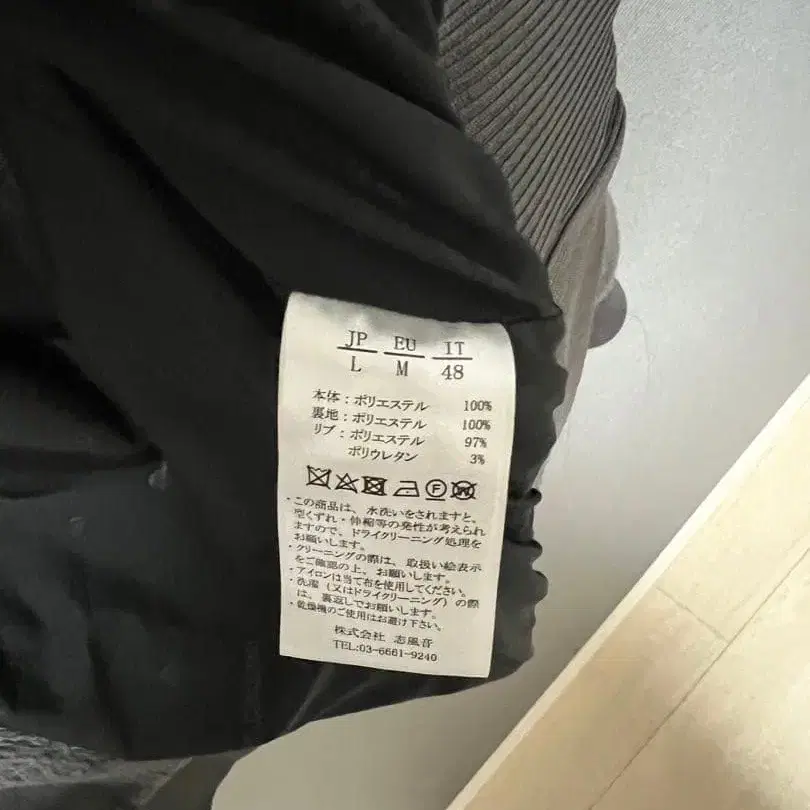 JP EU IT
L M 48
本体：ポリエステル 100%
裏地：ポリエステル 100%
リブ：ポリエステル 97%
ポリウレタン 3%
・この商品は、水洗いをされますと、
型くずれ・伸縮等の発性が考えられ
ますので、ドライクリーニング処理を
お願いします。
・クリーニングの際は、取扱い絵表示
をご確認の上、お願いします。
・アイロンは当て布を使用してください。
・洗濯（又はドライクリーニング）の際
は、裏返しでお願いします。
・乾燥機のご使用はお避け下さい。
株式会社 志風音
TEL:03-6661-9240